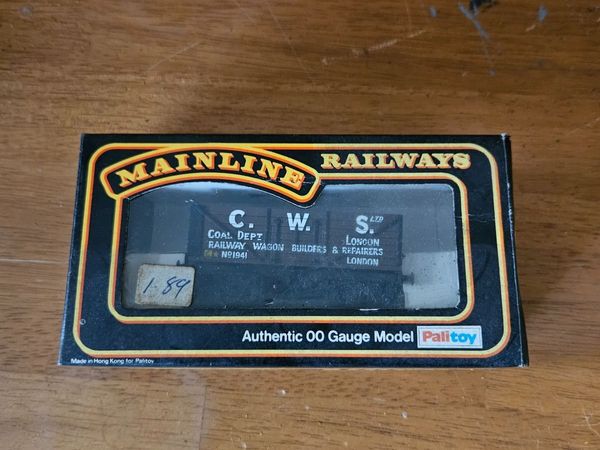 MAINLINE RAILWAYS
C. W. S. LTD
COAL DEPT LONDON
RAILWAY WAGON BUILDERS & REPAIRERS
Nº1941 LONDON
1.89
Authentic 00 Gauge Model Palitoy
Made in Hong Kong for Palitoy